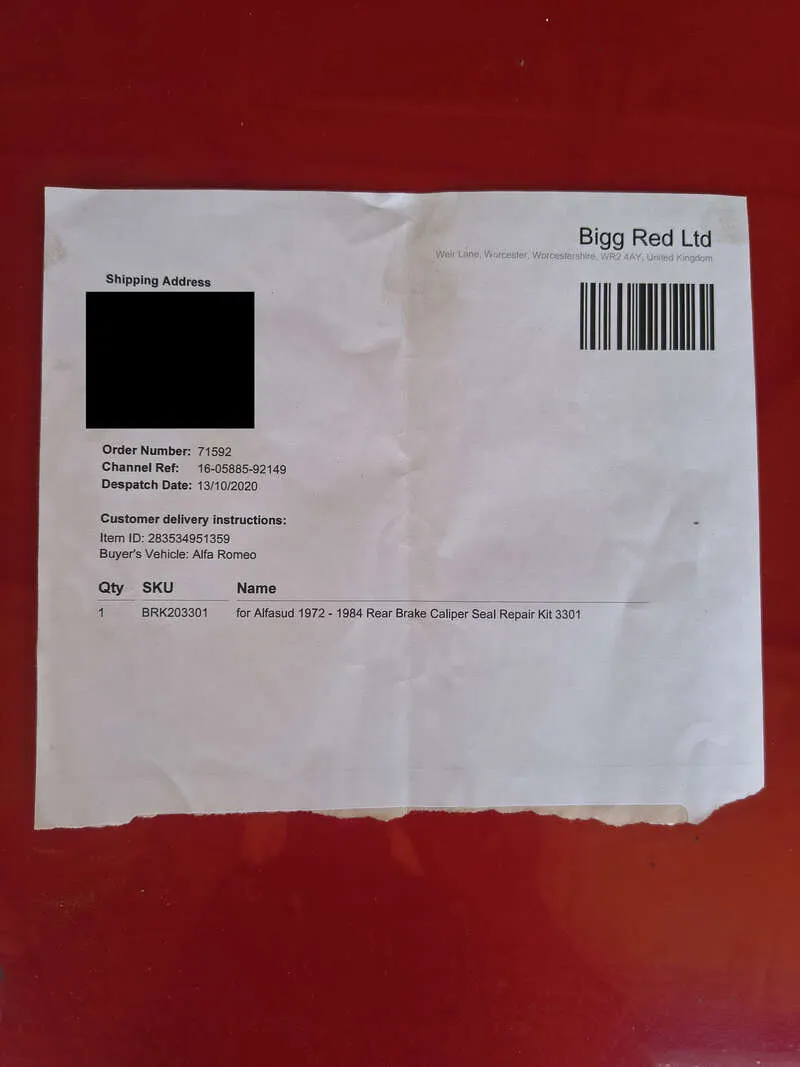 Bigg Red Ltd
Weir Lane, Worcester, Worcestershire, WR2 4AY, United Kingdom
Shipping Address
Order Number: 71592
Channel Ref: 16-05885-92149
Despatch Date: 13/10/2020
Customer delivery instructions:
Item ID: 283534951359
Buyer's Vehicle: Alfa Romeo
Qty SKU Name
1 BRK203301 for Alfasud 1972 - 1984 Rear Brake Caliper Seal Repair Kit 3301